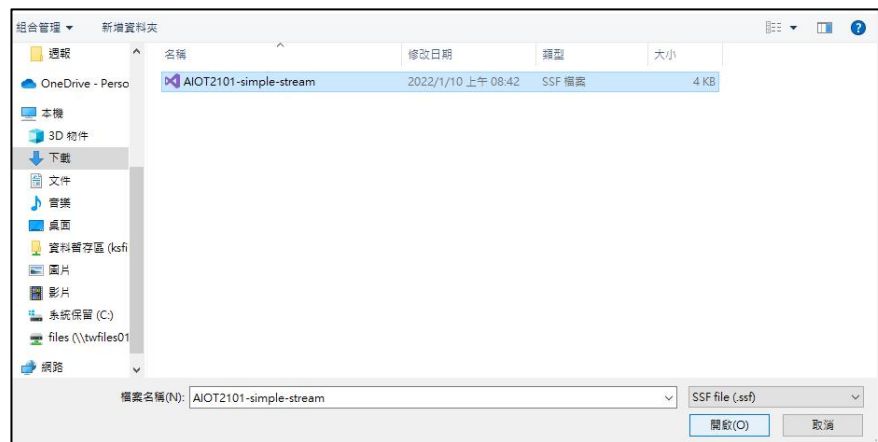 組合管理 新增資料夾
週報
OneDrive - Perso
本機
3D 物件
下載
文件
音樂
桌面
資料暫存區 (ksfi
圖片
影片
系統保留 (C:)
files (\\twfiles01
網路
名稱 修改日期 類型 大小
AIOT2101-simple-stream 2022/1/10 上午 08:42 SSF 檔案 4 KB
檔案名稱(N): AIOT2101-simple-stream SSF file (.ssf)
開啟(O) 取消